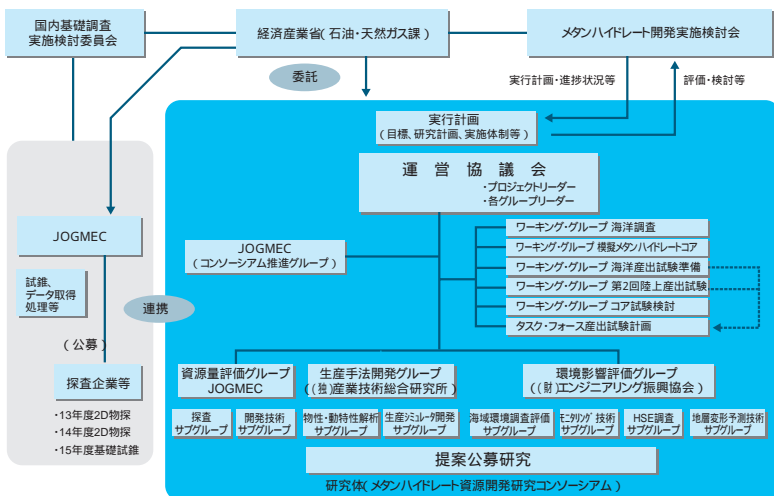 国内基礎調査
実施検討委員会
経済産業省(石油・天然ガス課)
メタンハイドレート開発実施検討会
委託
実行計画・進捗状況等
評価・検討等
実行計画
(目標、研究計画、実施体制等)
運営協議会
・プロジェクトリーダー
・各グループリーダー
JOGMEC
JOGMEC
(コンソーシアム推進グループ)
ワーキング・グループ 海洋調査
ワーキング・グループ 模擬メタンハイドレートコア
ワーキング・グループ 海洋産出試験準備
ワーキング・グループ 第2回陸上産出試験
ワーキング・グループ コア試験検討
タスク・フォース産出試験計画
試錐、
データ取得
処理等
連携
(公募)
探査企業等
・13年度2D物探
・14年度2D物探
・15年度基礎試錐
資源量評価グループ
JOGMEC
生産手法開発グループ
((独)産業技術総合研究所)
環境影響評価グループ
((財)エンジニアリング振興協会)
探査
サブグループ
開発技術
サブグループ
物性・動特性解析
サブグループ
生産シミュレータ開発
サブグループ
海域環境調査評価
サブグループ
モニタリング技術
サブグループ
HSE調査
サブグループ
地層変形予測技術
サブグループ
提案公募研究
研究体(メタンハイドレート資源開発研究コンソーシアム)